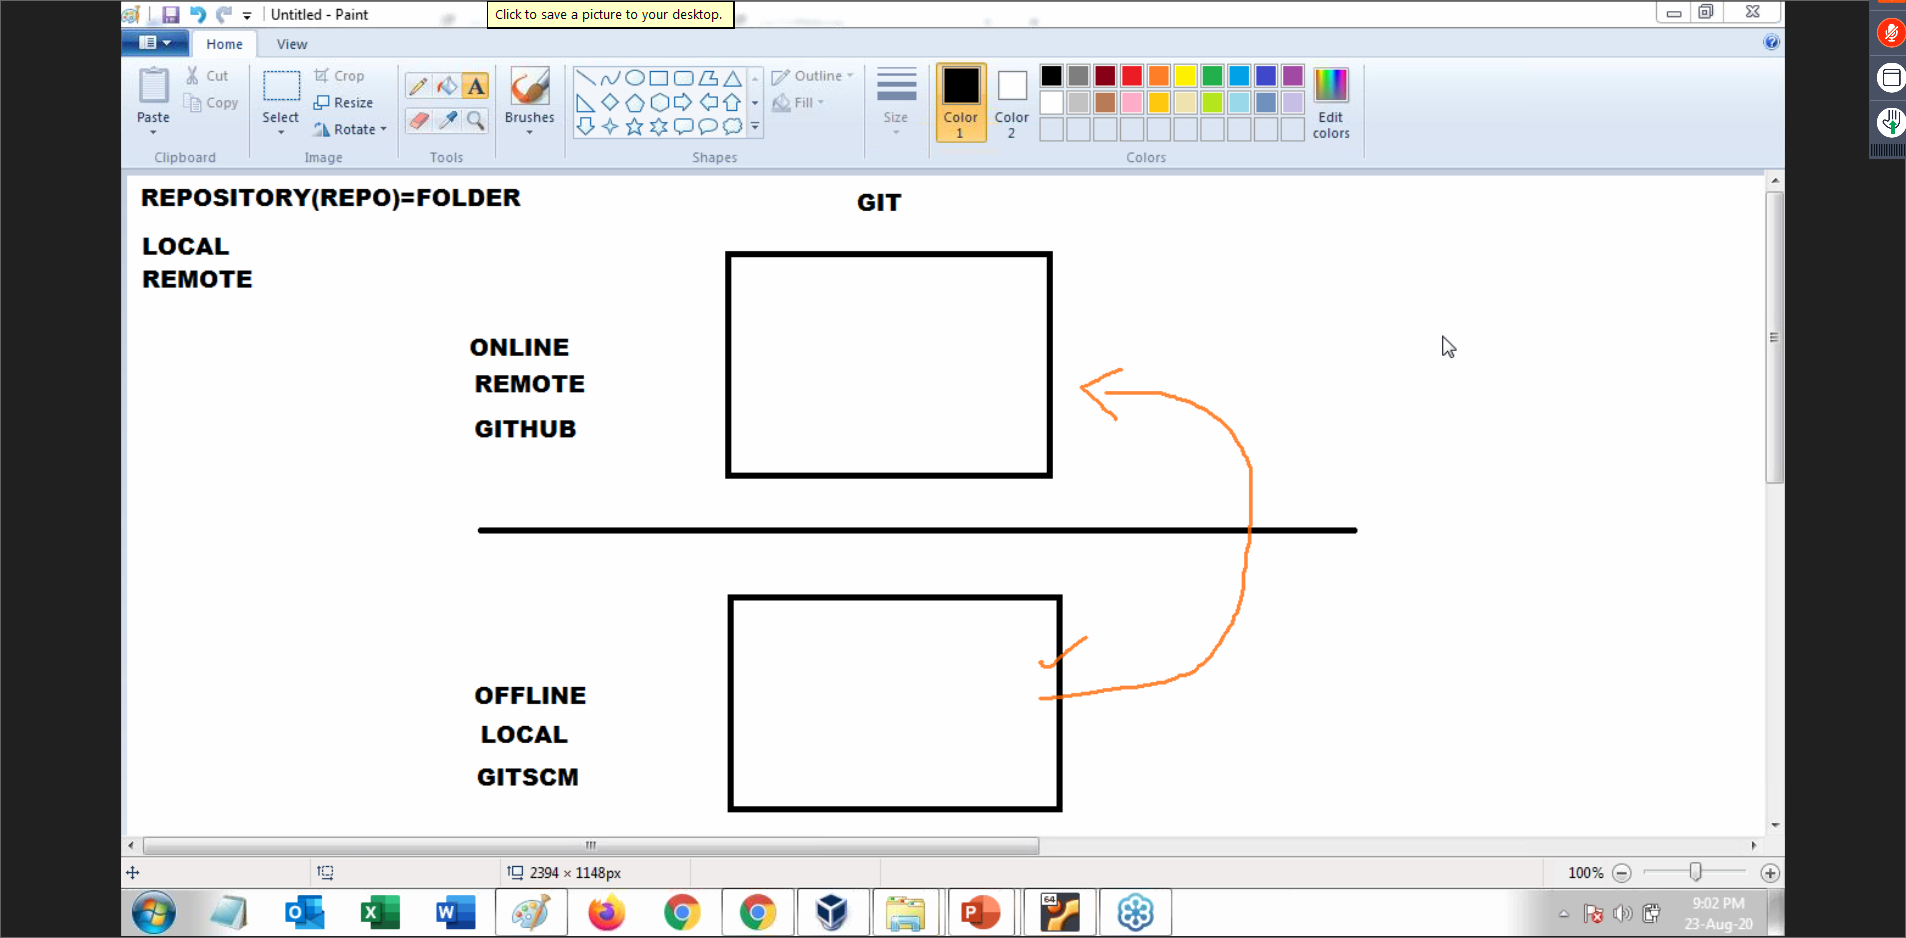 Untitled - Paint
Click to save a picture to your desktop.
Home
View
Paste
Cut
Copy
Clipboard
Select
Crop
Resize
Rotate
Image
A
Tools
Brushes
Shapes
Outline
Fill
Size
Color 1
Color 2
Edit colors
Colors
REPOSITORY(REPO)=FOLDER
GIT
LOCAL
REMOTE
ONLINE
REMOTE
GITHUB
OFFLINE
LOCAL
GITSCM
2394 × 1148px
100%
64
9:02 PM
23-Aug-20